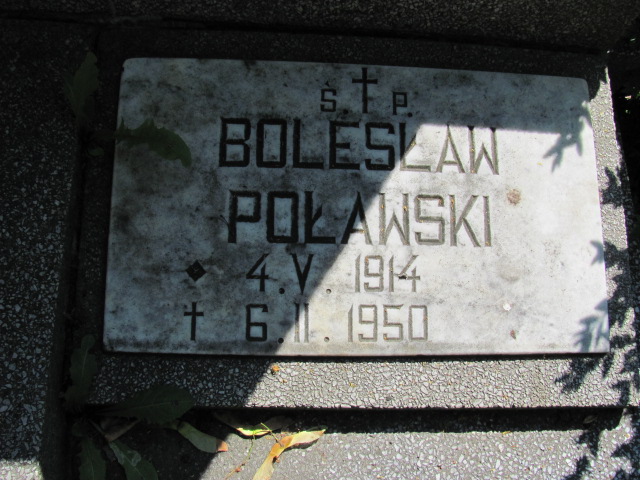 Ś. † P.
BOLESŁAW
POŁAWSKI
4. V. 1914
† 6. II. 1950